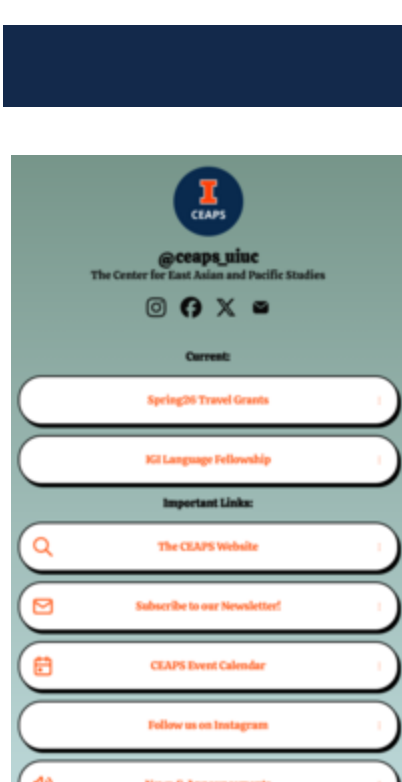 I
CEAPS
@ceaps_uiuc
The Center for East Asian and Pacific Studies
Current:
Spring26 Travel Grants
IGI Language Fellowship
Important Links:
The CEAPS Website
Subscribe to our Newsletter!
CEAPS Event Calendar
Follow us on Instagram